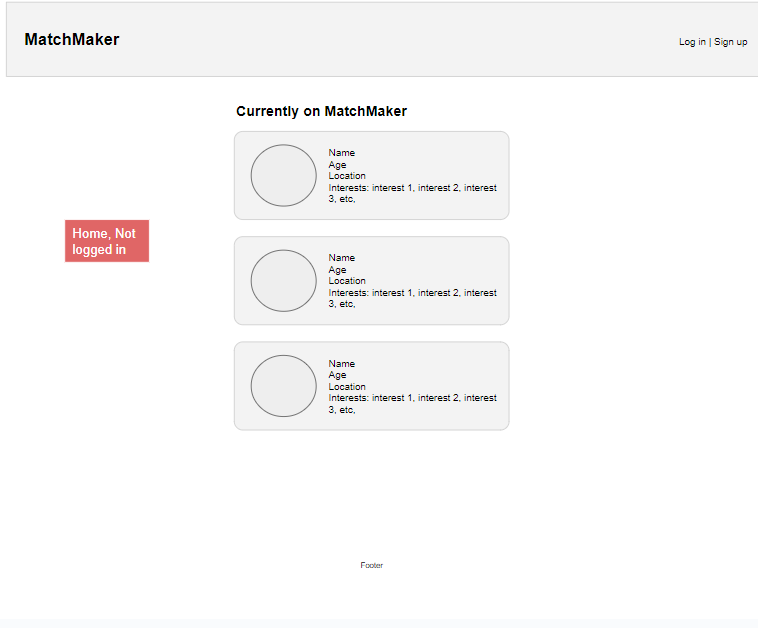 MatchMaker
Log in | Sign up
Currently on MatchMaker
Name
Age
Location
Interests: interest 1, interest 2, interest
3, etc,
Home, Not
logged in
Name
Age
Location
Interests: interest 1, interest 2, interest
3, etc,
Name
Age
Location
Interests: interest 1, interest 2, interest
3, etc,
Footer